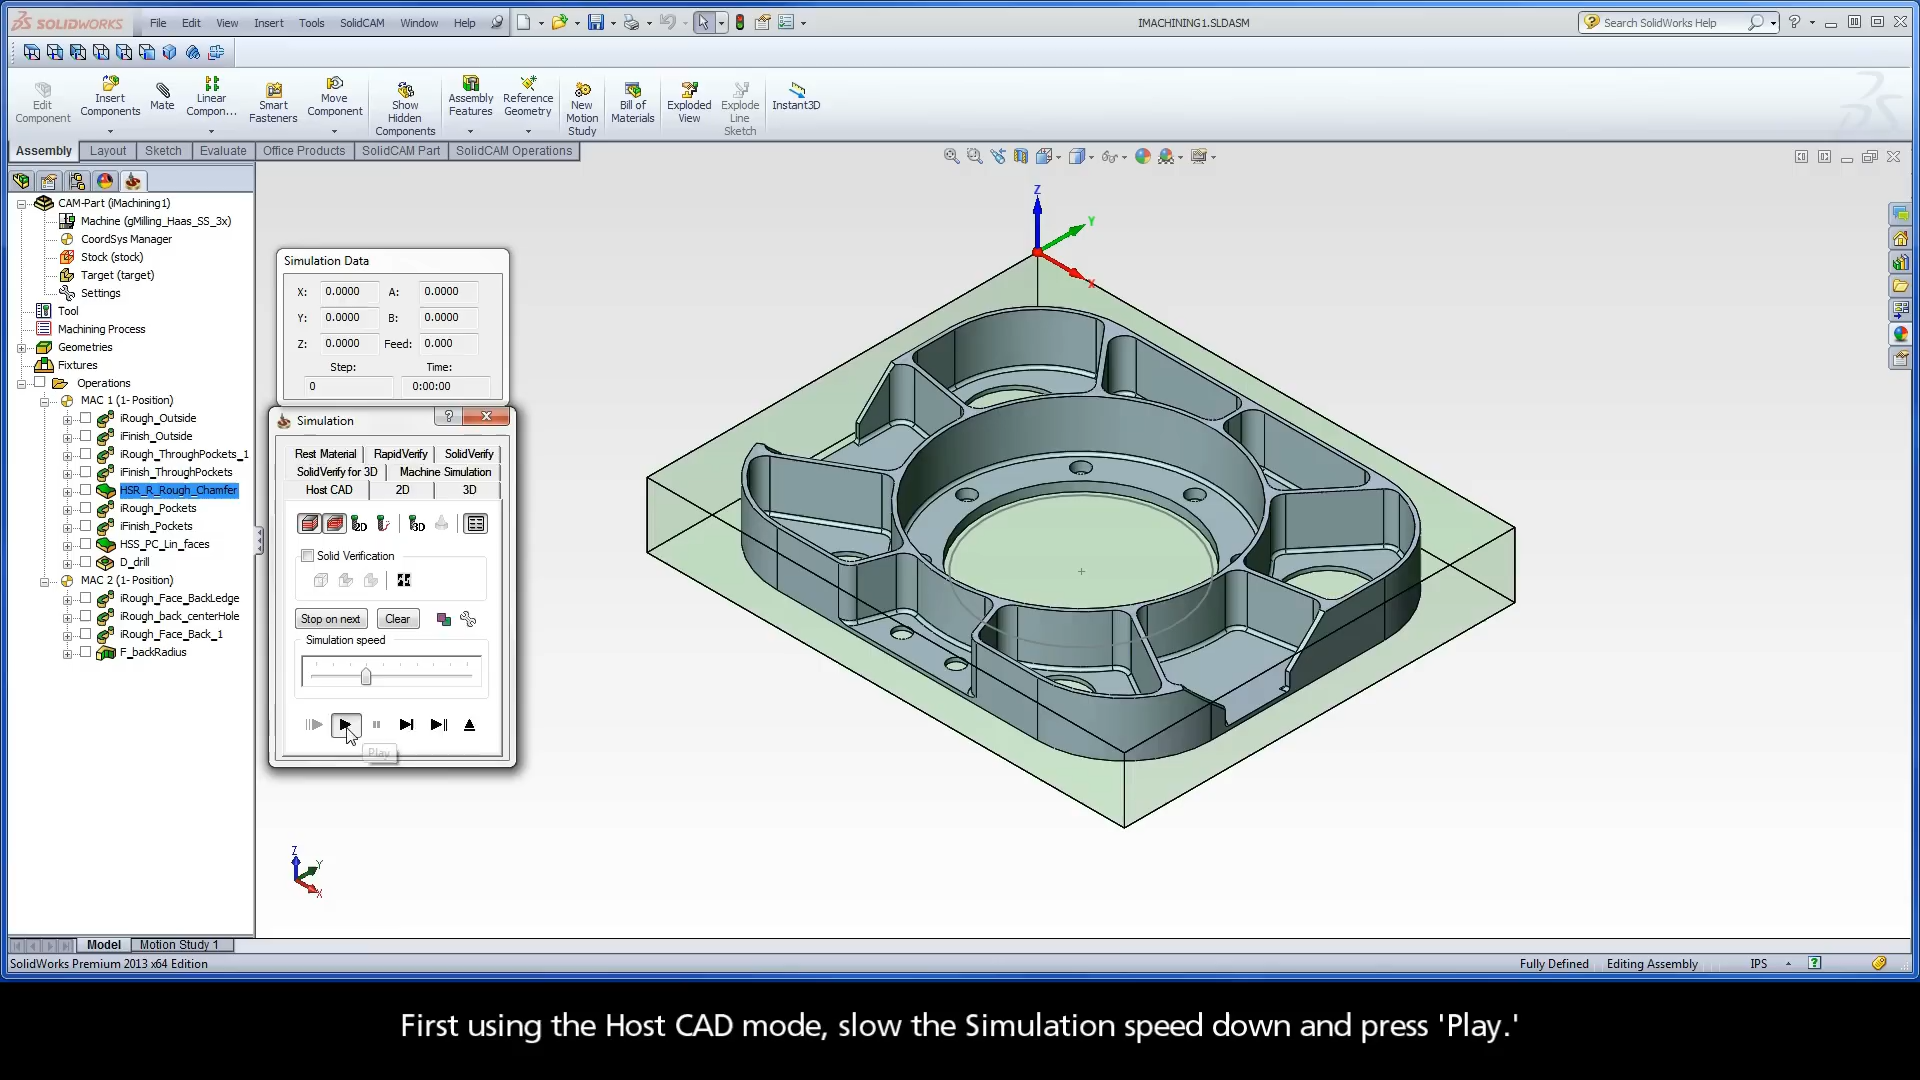 SOLIDWORKS File Edit View Insert Tools SolidCAM Window Help IMACHINING1.SLDASM Search SolidWorks Help
Edit Component
Insert Components
Mate
Linear Compon...
Smart Fasteners
Move Component
Show Hidden Components
Assembly Features
Reference Geometry
New Motion Study
Bill of Materials
Exploded View
Explode Line Sketch
Instant3D
Assembly Layout Sketch Evaluate Office Products SolidCAM Part SolidCAM Operations
CAM-Part (iMachining1)
Machine (gMilling_Haas_SS_3x)
CoordSys Manager
Stock (stock)
Target (target)
Settings
Tool
Machining Process
Geometries
Fixtures
Operations
MAC 1 (1- Position)
iRough_Outside
iFinish_Outside
iRough_ThroughPockets_1
iFinish_ThroughPockets
HSR_R_Rough_Chamfer
iRough_Pockets
iFinish_Pockets
HSS_PC_Lin_faces
D_drill
MAC 2 (1- Position)
iRough_Face_BackLedge
iRough_back_centerHole
iRough_Face_Back_1
F_backRadius
Simulation Data
X: 0.0000 A: 0.0000
Y: 0.0000 B: 0.0000
Z: 0.0000 Feed: 0.000
Step: Time:
0 0:00:00
Simulation
Rest Material RapidVerify SolidVerify
SolidVerify for 3D Machine Simulation
Host CAD 2D 3D
2D 3D
Solid Verification
Stop on next Clear
Simulation speed
Play
Z
Y
X
Z
Y
X
Model Motion Study 1
SolidWorks Premium 2013 x64 Edition Fully Defined Editing Assembly IPS
First using the Host CAD mode, slow the Simulation speed down and press 'Play.'